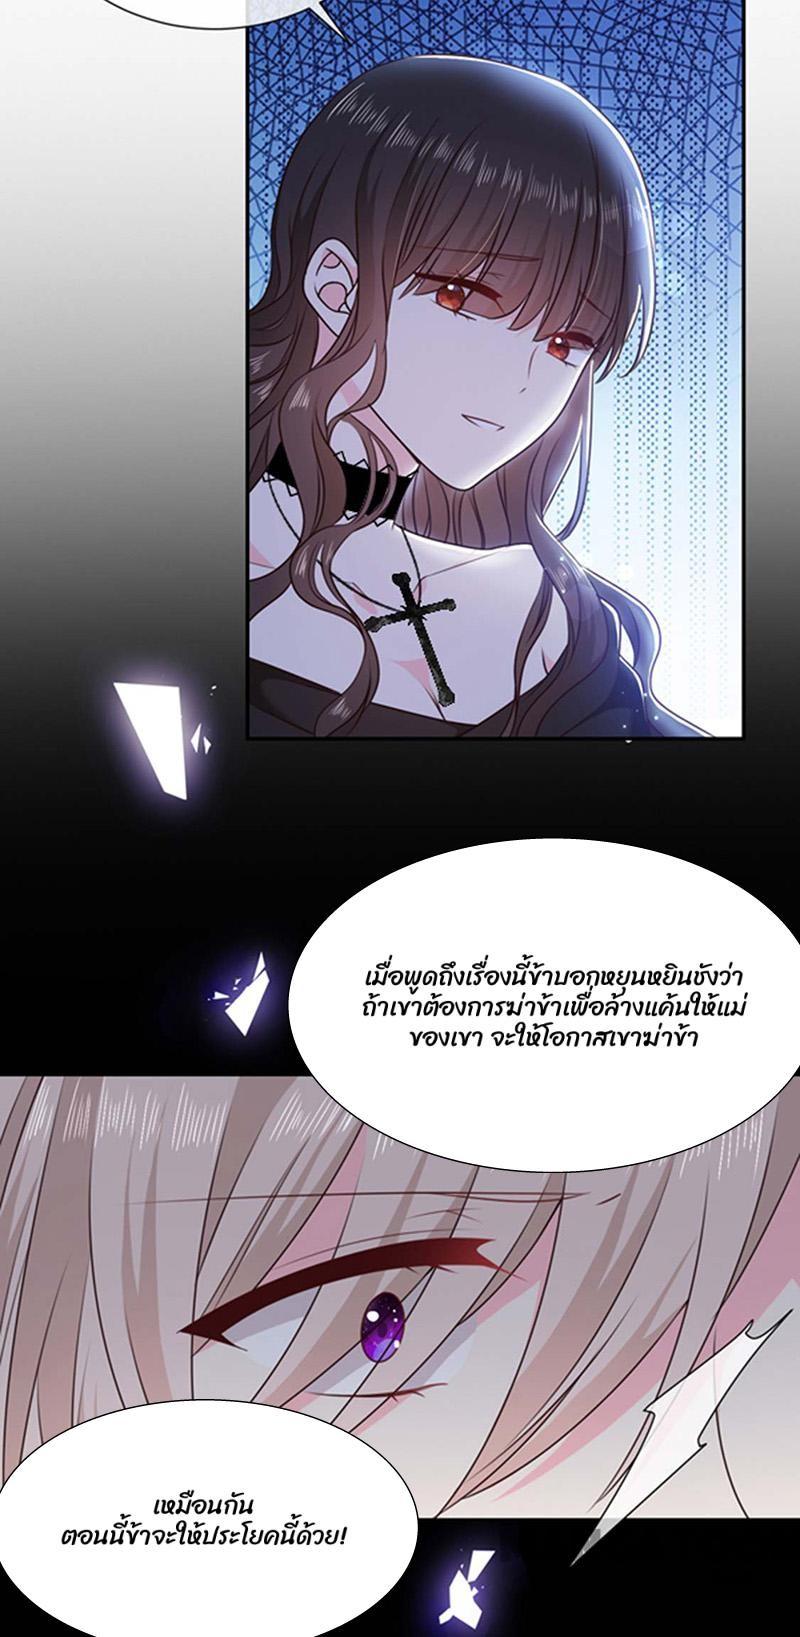 เมื่อพูดถึงเรื่องนี้ข้าบอกหยุนหยินชังว่า
ถ้าเขาต้องการฆ่าข้าเพื่อล้างแค้นให้แม่
ของเขา จะให้โอกาสเขาฆ่าข้า
เหมือนกัน
ตอนนี้ข้าจะให้ประโยคนี้ด้วย!